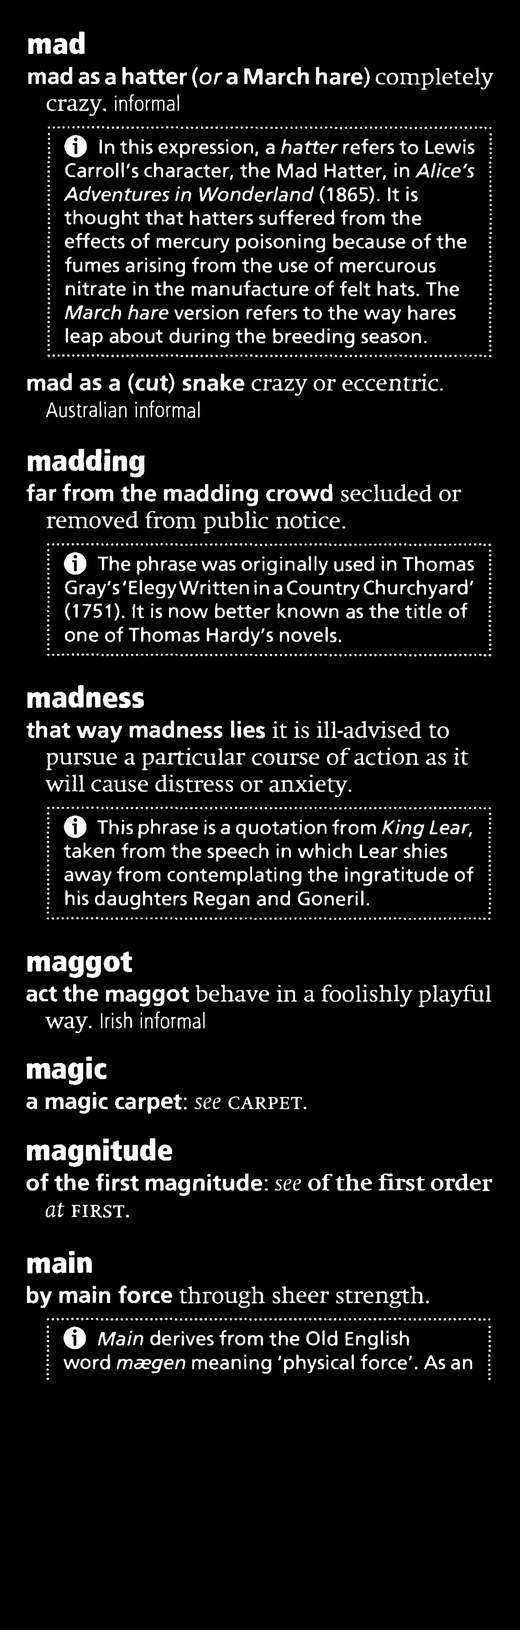 mad
mad as a hatter (or a March hare) completely
crazy. informal
In this expression, a hatter refers to Lewis
Carroll's character, the Mad Hatter, in Alice's
Adventures in Wonderland (1865). It is
thought that hatters suffered from the
effects of mercury poisoning because of the
fumes arising from the use of mercurous
nitrate in the manufacture of felt hats. The
March hare version refers to the way hares
leap about during the breeding season.
mad as a (cut) snake crazy or eccentric.
Australian informal
madding
far from the madding crowd secluded or
removed from public notice.
The phrase was originally used in Thomas
Gray's 'Elegy Written in a Country Churchyard'
(1751). It is now better known as the title of
one of Thomas Hardy's novels.
madness
that way madness lies it is ill-advised to
pursue a particular course of action as it
will cause distress or anxiety.
This phrase is a quotation from King Lear,
taken from the speech in which Lear shies
away from contemplating the ingratitude of
his daughters Regan and Goneril.
maggot
act the maggot behave in a foolishly playful
way. Irish informal
magic
a magic carpet: see CARPET.
magnitude
of the first magnitude: see of the first order
at FIRST.
main
by main force through sheer strength.
Main derives from the Old English
word mægen meaning 'physical force'. As an